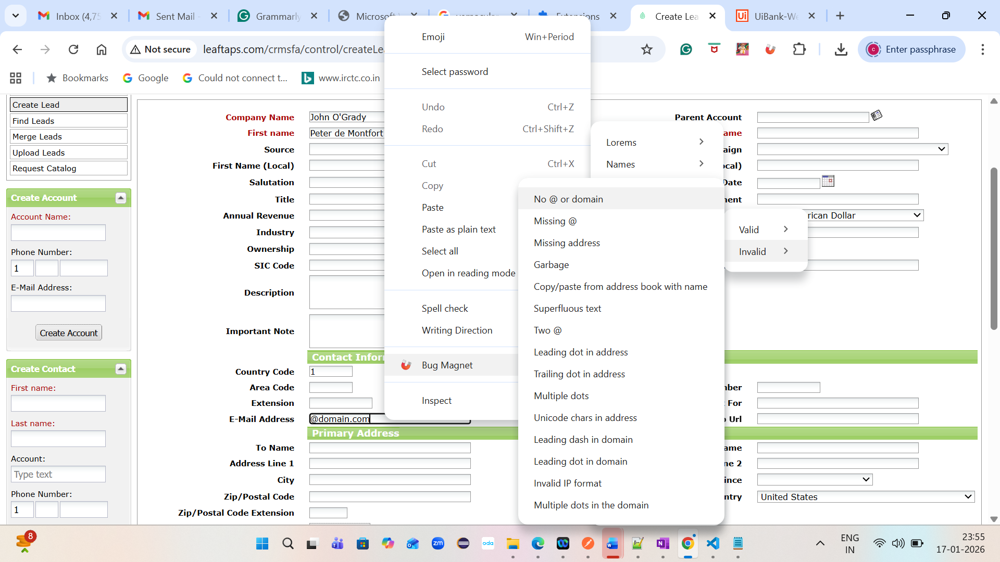 Inbox (4,75
Sent Mail -
Grammarly
Microsoft
Extensions
Create Lea
UiBank-We
Not secure
leaftaps.com/crmsfa/control/createLe
Enter passphrase
Bookmarks
Google
Could not connect t...
www.irctc.co.in
Create Lead
Find Leads
Merge Leads
Upload Leads
Request Catalog
Create Account
Account Name:
Phone Number:
1
E-Mail Address:
Create Account
Create Contact
First name:
Last name:
Account:
Type text
Phone Number:
1
Company Name John O'Grady
First name Peter de Montfort
Source
First Name (Local)
Salutation
Title
Annual Revenue
Industry
Ownership
SIC Code
Description
Important Note
Contact Infor
Country Code 1
Area Code
Extension
E-Mail Address @domain.com
Primary Address
To Name
Address Line 1
City
Zip/Postal Code
Zip/Postal Code Extension
Parent Account
ame
aign
ocal)
Date
ment
rican Dollar
mber
For
Url
ame
ne 2
ince
ntry United States
Emoji Win+Period
Select password
Undo Ctrl+Z
Redo Ctrl+Shift+Z
Cut Ctrl+X
Copy
Paste
Paste as plain text
Select all
Open in reading mode
Spell check
Writing Direction
Bug Magnet
Inspect
Lorems
Names
Valid
Invalid
No @ or domain
Missing @
Missing address
Garbage
Copy/paste from address book with name
Superfluous text
Two @
Leading dot in address
Trailing dot in address
Multiple dots
Unicode chars in address
Leading dash in domain
Leading dot in domain
Invalid IP format
Multiple dots in the domain
8
zm
oda
ENG
IN
23:55
17-01-2026